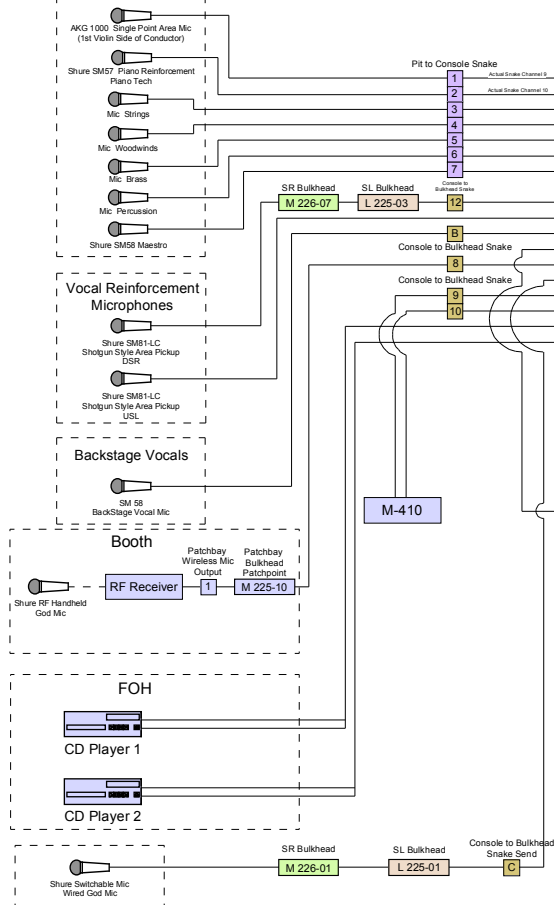 AKG 1000 Single Point Area Mic
(1st Violin Side of Conductor)
Shure SM57 Piano Reinforcement
Piano Tech
Mic Strings
Mic Woodwinds
Mic Brass
Mic Percussion
Shure SM58 Maestro
Pit to Console Snake
1
Actual Snake Channel 9
2
Actual Snake Channel 10
3
4
5
6
7
SR Bulkhead
M 226-07
SL Bulkhead
L 225-03
Console to
Bulkhead Snake
12
B
Console to Bulkhead Snake
8
Console to Bulkhead Snake
9
10
Vocal Reinforcement
Microphones
Shure SM81-LC
Shotgun Style Area Pickup
DSR
Shure SM81-LC
Shotgun Style Area Pickup
USL
Backstage Vocals
SM 58
BackStage Vocal Mic
M-410
Booth
Shure RF Handheld
God Mic
RF Receiver
Patchbay
Wireless Mic
Output
1
Patchbay
Bulkhead
Patchpoint
M 225-10
FOH
CD Player 1
CD Player 2
Shure Switchable Mic
Wired God Mic
SR Bulkhead
M 226-01
SL Bulkhead
L 225-01
Console to Bulkhead
Snake Send
C